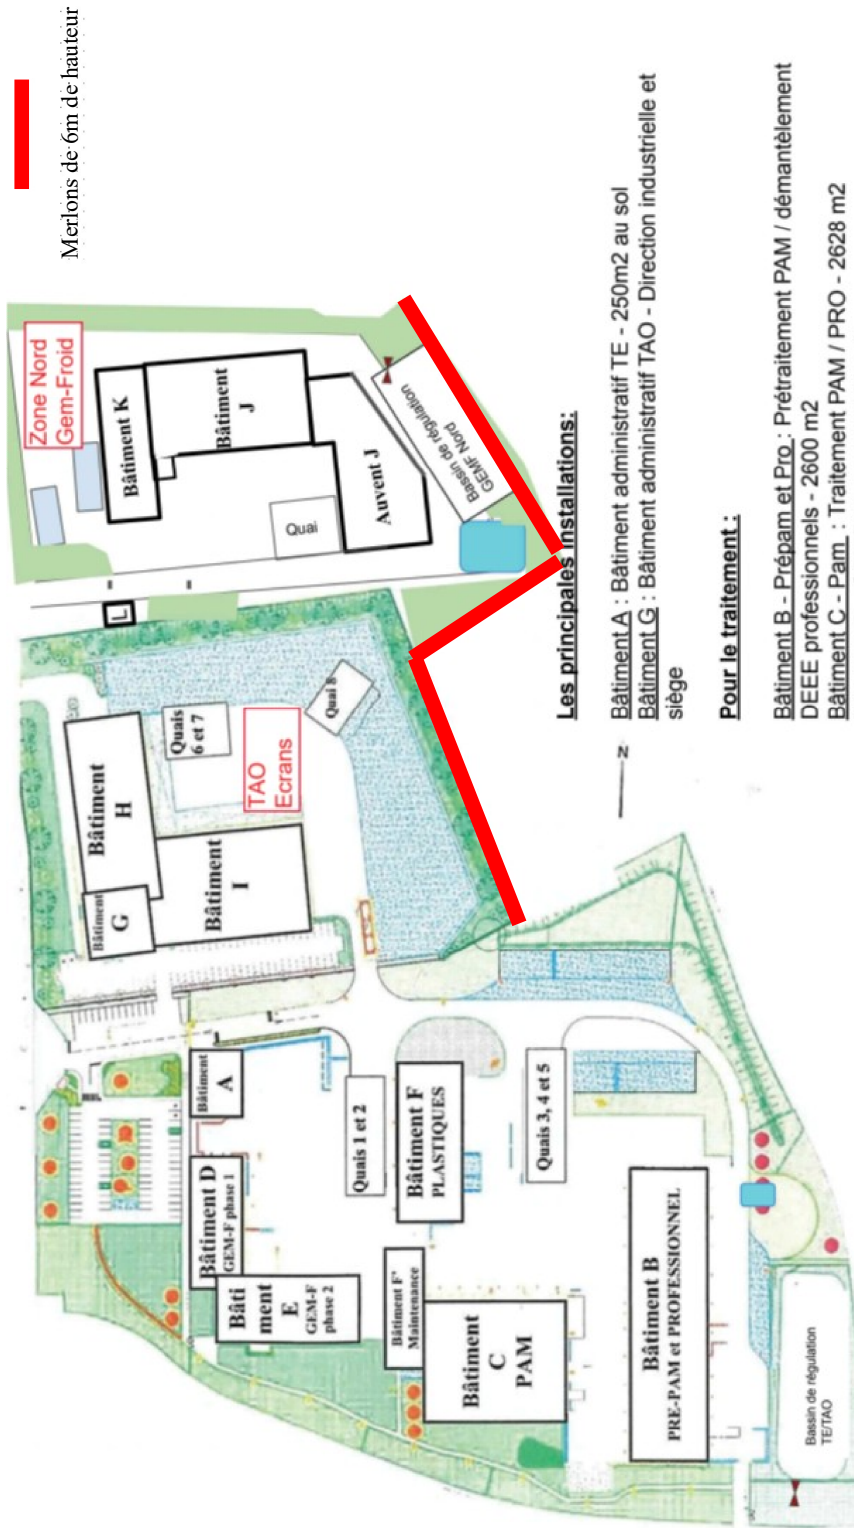 Merlons de 6m de hauteur
Zone Nord
Gem-Froid
Bâtiment K
Bâtiment
J
Auvent J
Quai
Bassin de régulation
GEMF Nord
L
Bâtiment
H
Quais
6 et 7
Quai 8
TAO
Ecrans
Bâtiment
G
Bâtiment
I
Bâtiment
A
Quais 1 et 2
Bâtiment F
PLASTIQUES
Quais 3, 4 et 5
Bâtiment D
GEM-F phase 1
Bâti
ment
E
GEM-F
phase 2
Bâtiment F'
Maintenance
Bâtiment
C
PAM
Bâtiment B
PRE-PAM et PROFESSIONNEL
Bassin de régulation
TE/TAO
N
Les principales installations:
Bâtiment A : Bâtiment administratif TE - 250m2 au sol
Bâtiment G : Bâtiment administratif TAO - Direction industrielle et
siège
Pour le traitement :
Bâtiment B - Prépam et Pro : Prétraitement PAM / démantèlement
DEEE professionnels - 2600 m2
Bâtiment C - Pam : Traitement PAM / PRO - 2628 m2